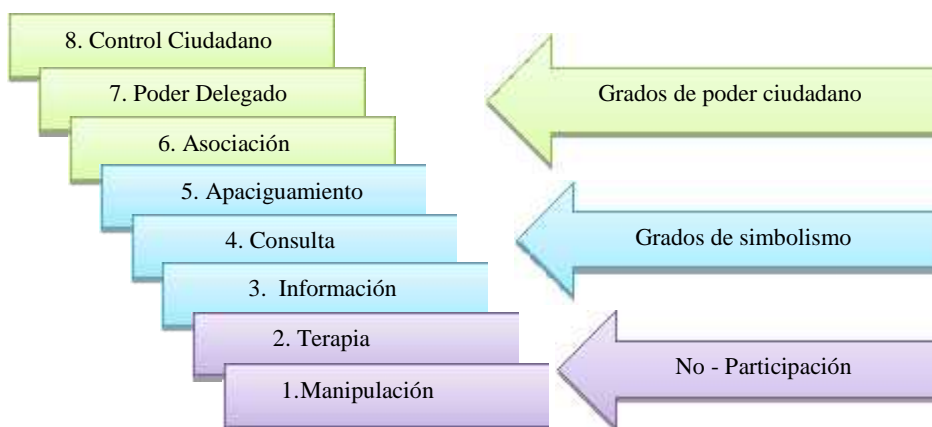 8. Control Ciudadano
7. Poder Delegado
Grados de poder ciudadano
6. Asociación
5. Apaciguamiento
4. Consulta
Grados de simbolismo
3. Información
2. Terapia
No - Participación
1.Manipulación